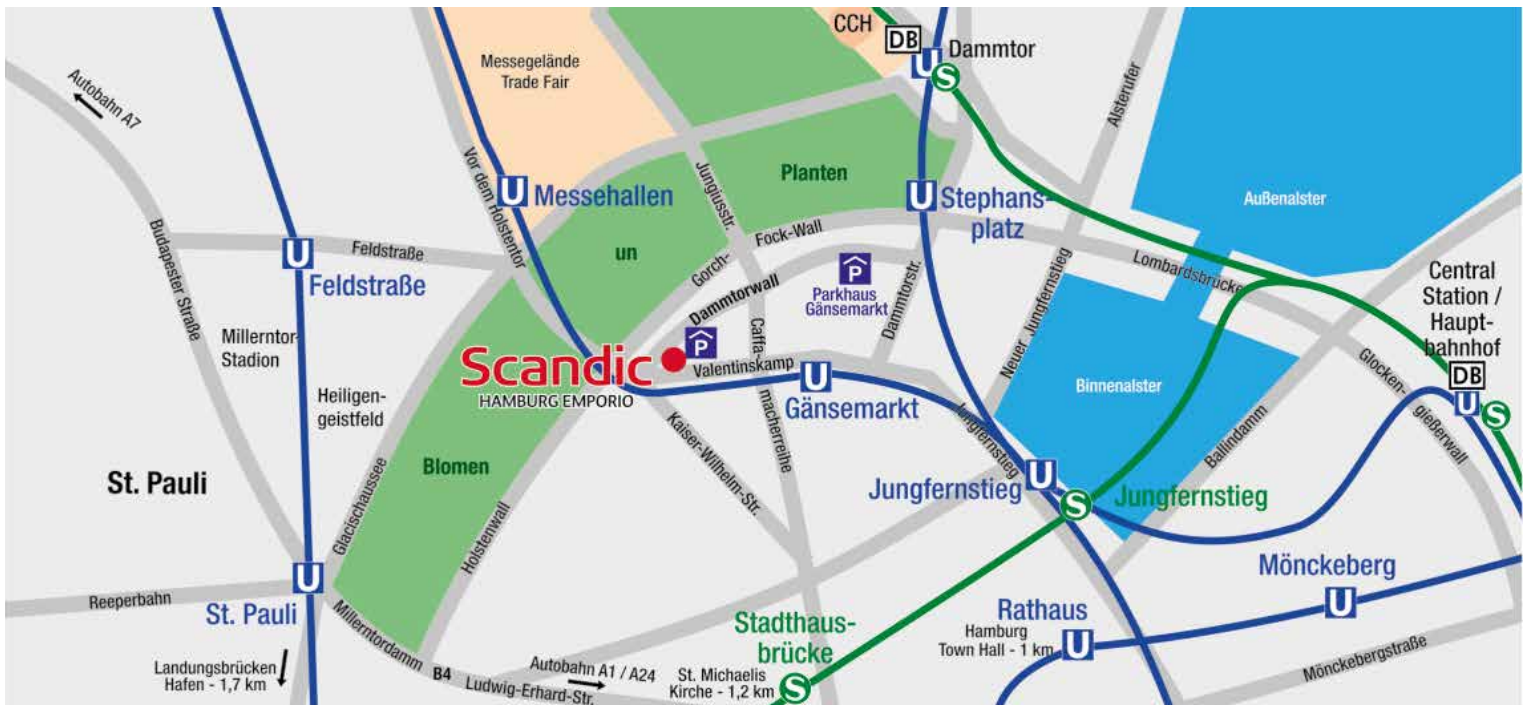 CCH
DB
U
Dammtor
S
Messegelände
Trade Fair
Autobahn A7
Alsterufer
Vor dem Holstentor
U
Messehallen
Jungiusstr.
Planten
U
Stephans-
platz
Außenalster
Budapester Straße
U
Feldstraße
Feldstraße
un
Gorch-
Fock-Wall
Dammtorwall
P
Parkhaus
Gänsemarkt
Dammtorstr.
Neuer Jungfernstieg
Lombardsbrücke
Central
Station /
Haupt-
bahnhof
DB
U
S
Millerntor-
Stadion
Scandic
HAMBURG EMPORIO
P
Valentinskamp
Caffa-
macherreihe
U
Gänsemarkt
Binnenalster
Glocken-
gießerwall
Heiligen-
geistfeld
Glacischaussee
Blomen
Kaiser-Wilhelm-Str.
Jungfernstieg
Ballindamm
St. Pauli
Holstenwall
Jungfernstieg
U
S
Jungfernstieg
Reeperbahn
U
St. Pauli
Millerntordamm
B4
Ludwig-Erhard-Str.
Landungsbrücken
Hafen - 1,7 km
Autobahn A1 / A24
Stadthaus-
brücke
St. Michaelis
Kirche - 1,2 km
S
Rathaus
Hamburg
Town Hall - 1 km
U
Mönckeberg
U
Mönckebergstraße